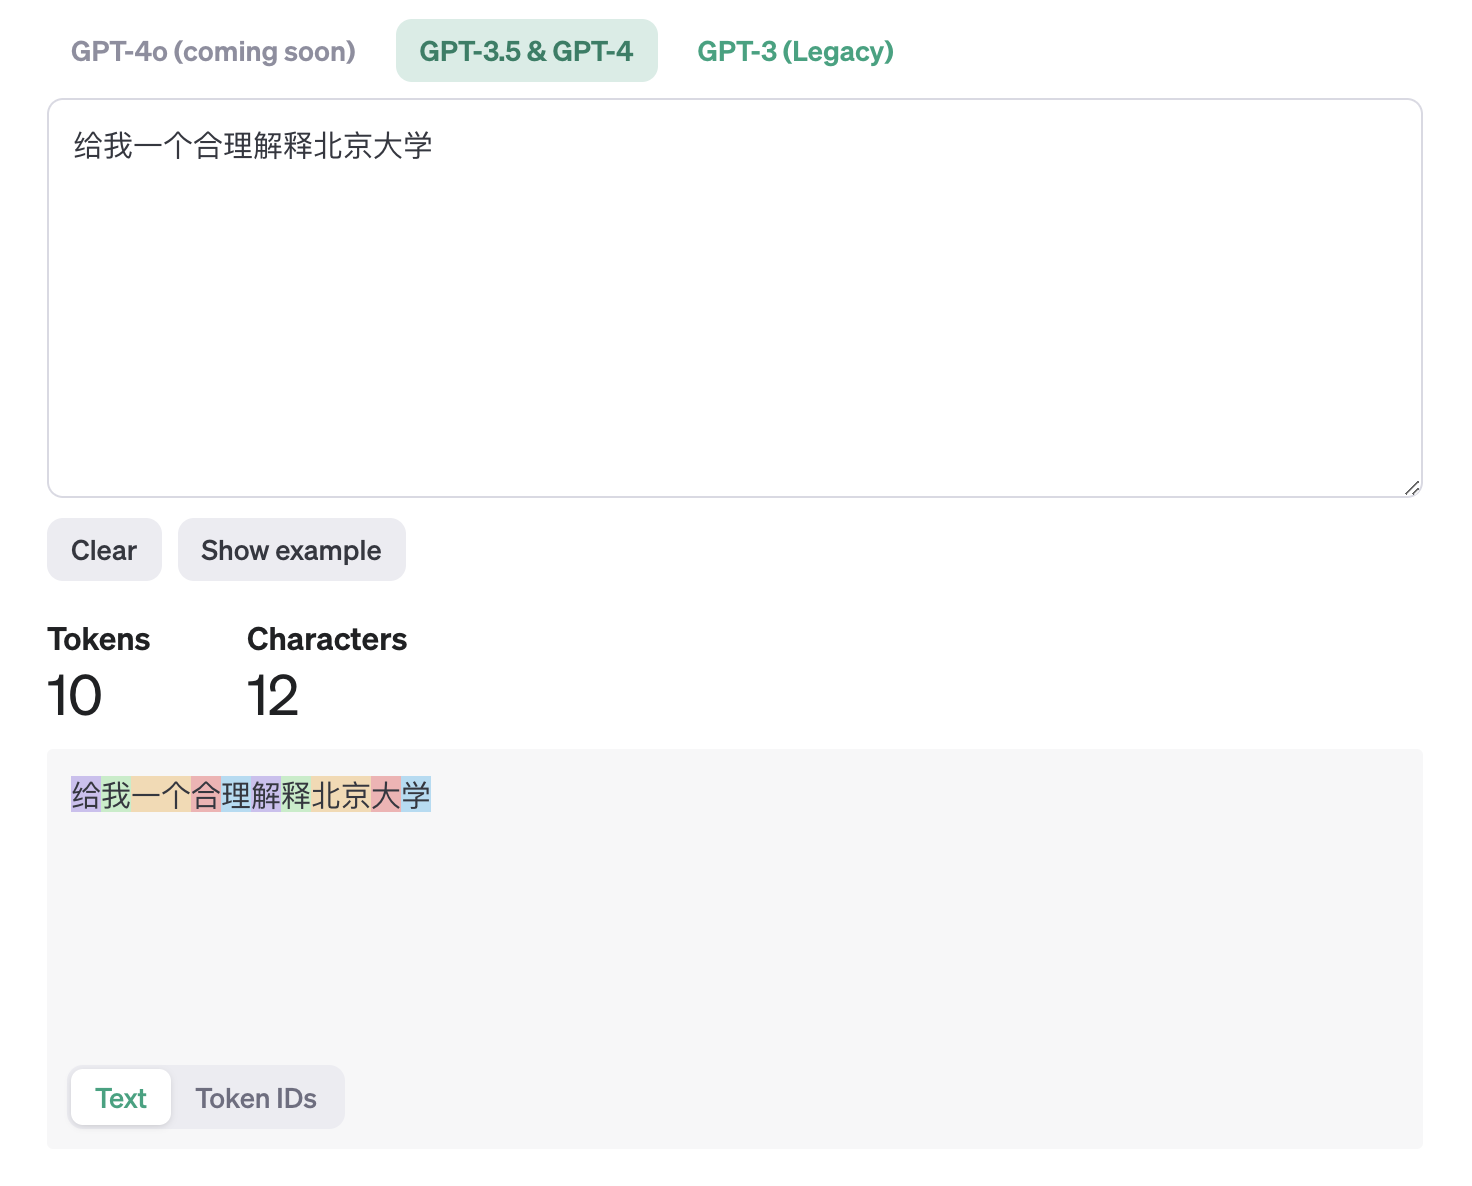 GPT-4o (coming soon) GPT-3.5 & GPT-4 GPT-3 (Legacy)
给我一个合理解释北京大学
Clear Show example
Tokens Characters
10 12
给我一个合理解释北京大学
Text Token IDs